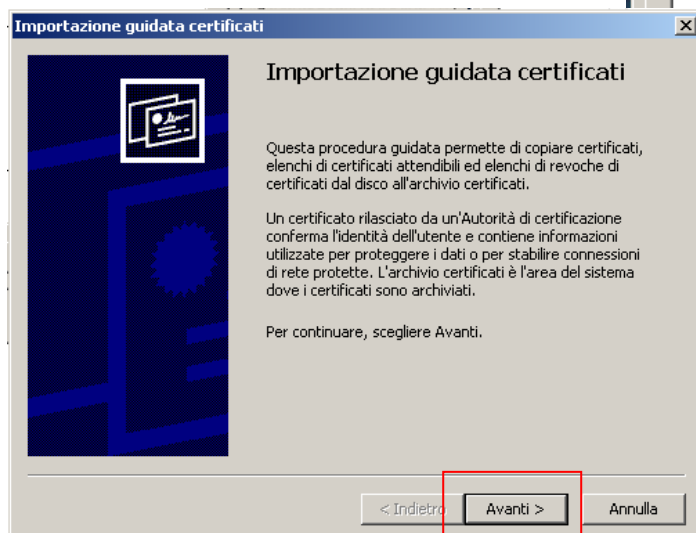 Importazione guidata certificati
Importazione guidata certificati
Questa procedura guidata permette di copiare certificati,
elenchi di certificati attendibili ed elenchi di revoche di
certificati dal disco all'archivio certificati.
Un certificato rilasciato da un'Autorità di certificazione
conferma l'identità dell'utente e contiene informazioni
utilizzate per proteggere i dati o per stabilire connessioni
di rete protette. L'archivio certificati è l'area del sistema
dove i certificati sono archiviati.
Per continuare, scegliere Avanti.
< Indietro Avanti > Annulla